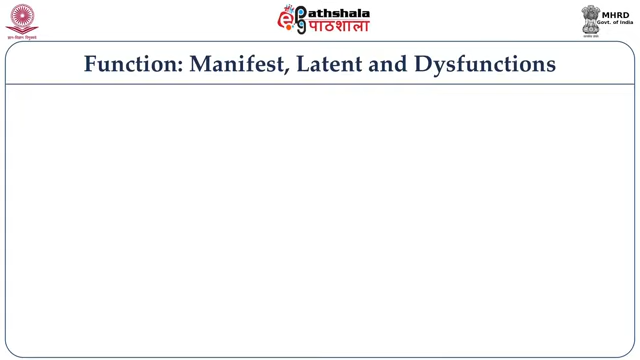 Pathshala
पाठशाला
MHRD
Govt. of India
Function: Manifest, Latent and Dysfunctions